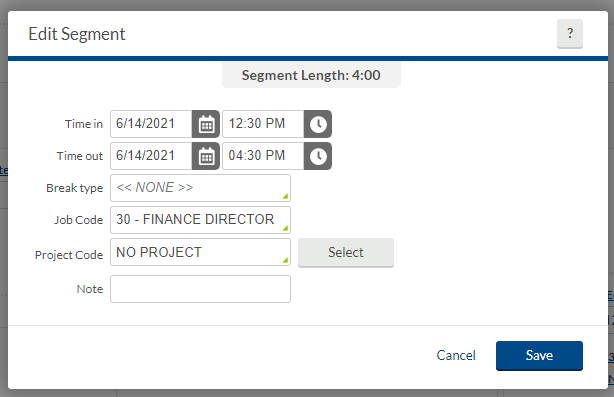 Edit Segment ?
Segment Length: 4:00
Time in 6/14/2021 12:30 PM
Time out 6/14/2021 04:30 PM
Break type << NONE >>
Job Code 30 - FINANCE DIRECTOR
Project Code NO PROJECT Select
Note
Cancel Save